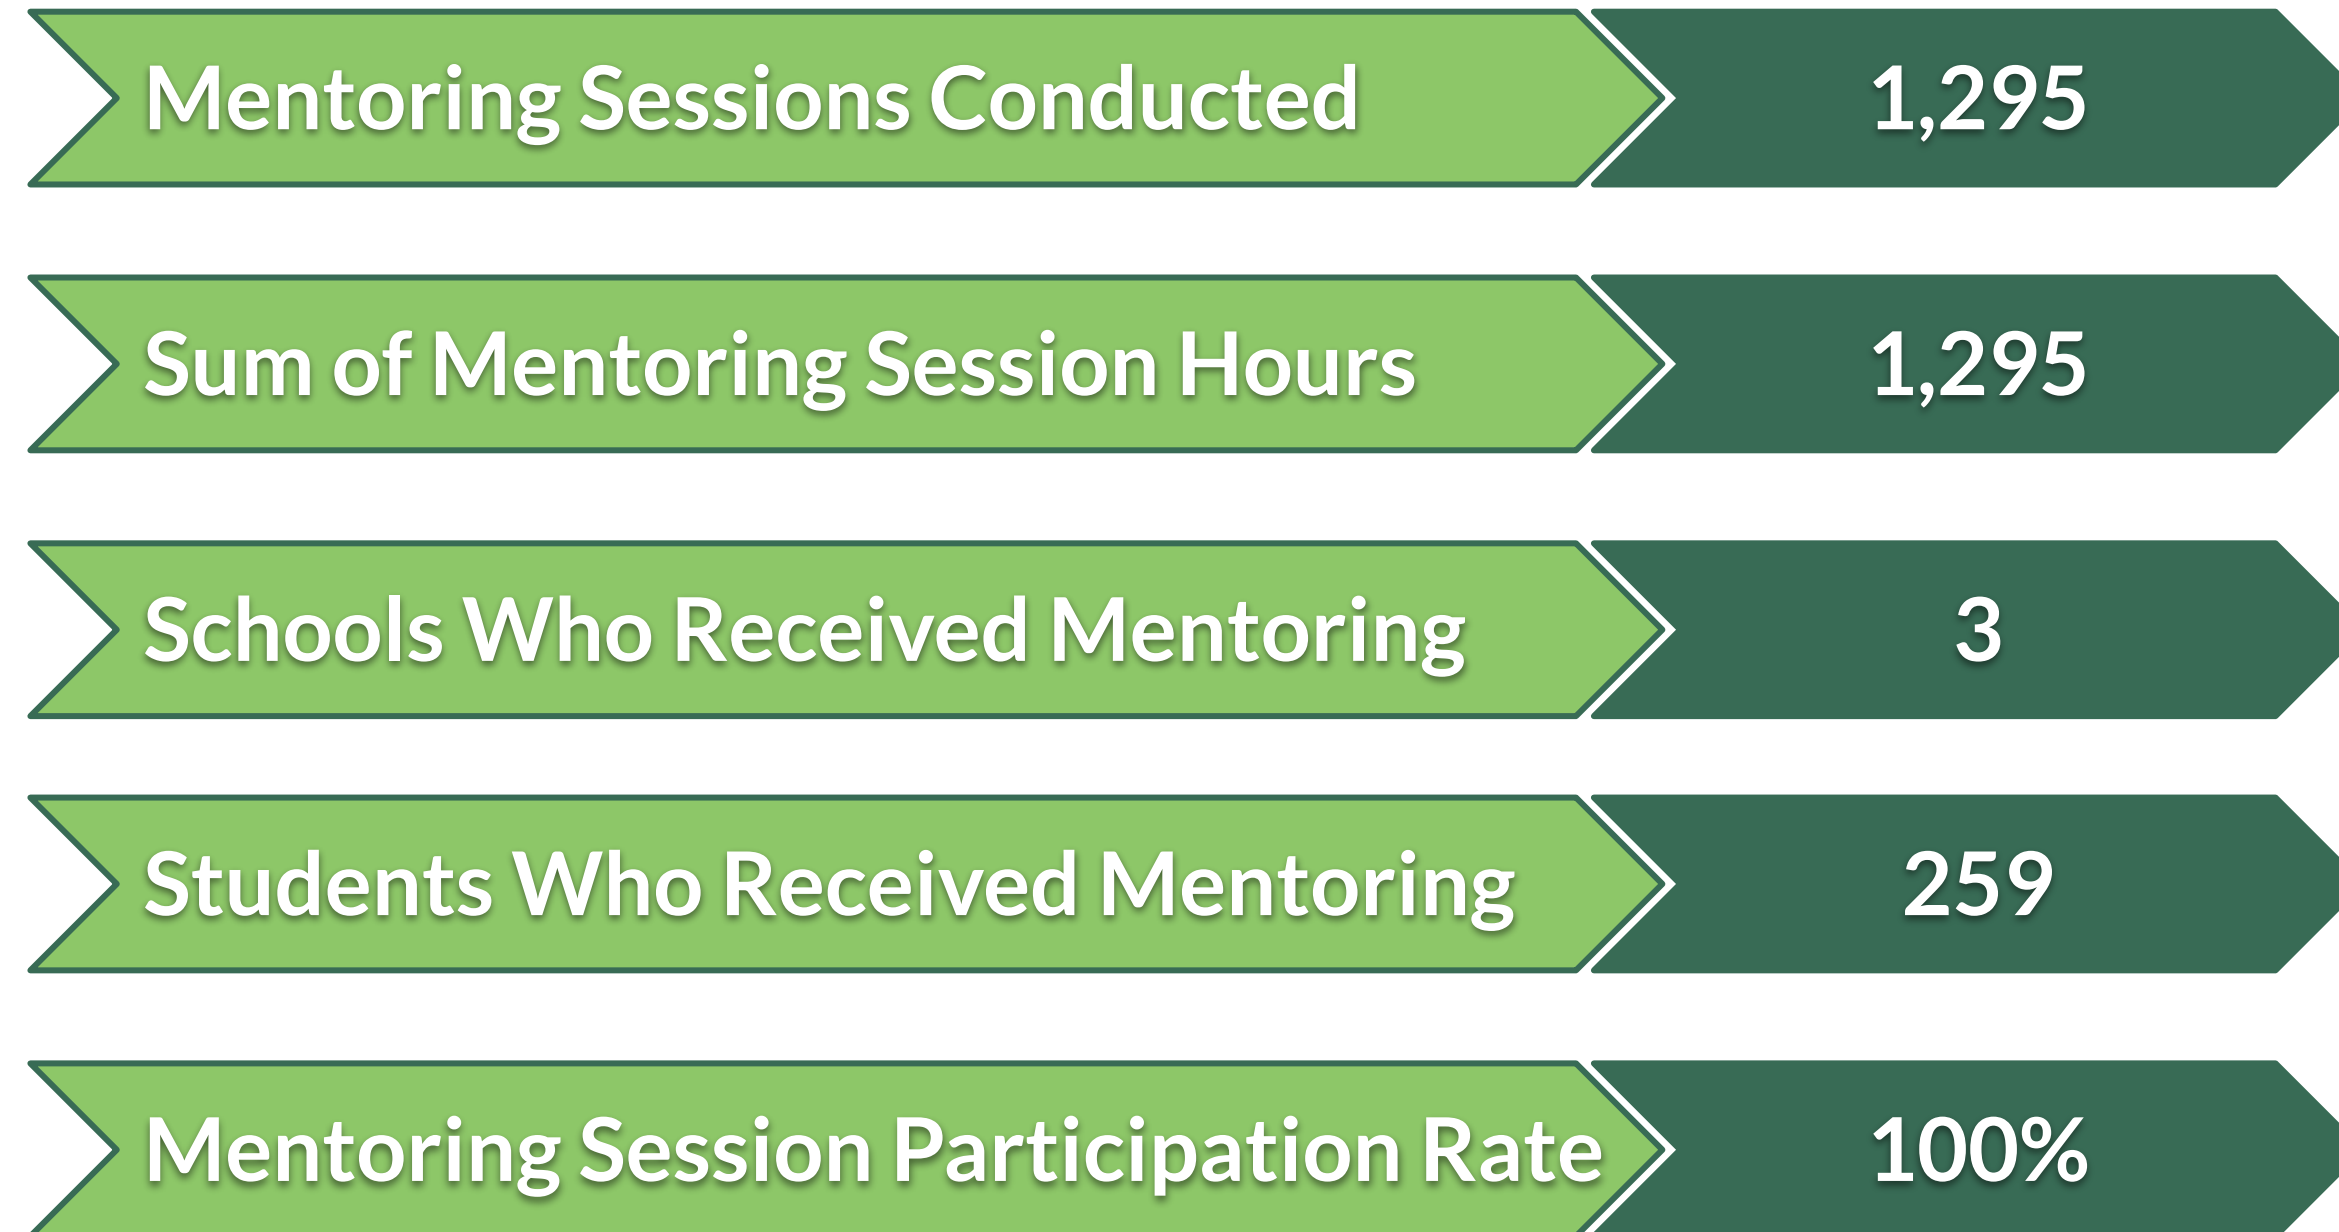 Mentoring Sessions Conducted 1,295
Sum of Mentoring Session Hours 1,295
Schools Who Received Mentoring 3
Students Who Received Mentoring 259
Mentoring Session Participation Rate 100%